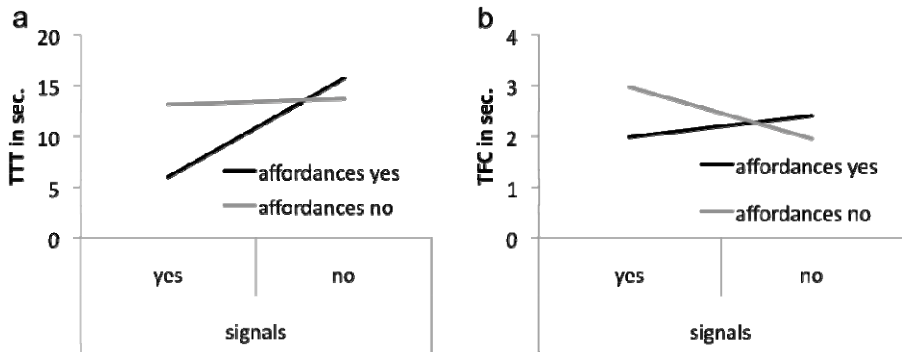 a
20
15
10
5
0
TTT in sec.
affordances yes
affordances no
yes
no
signals
b
4
3
2
1
0
TFC in sec.
affordances yes
affordances no
yes
no
signals